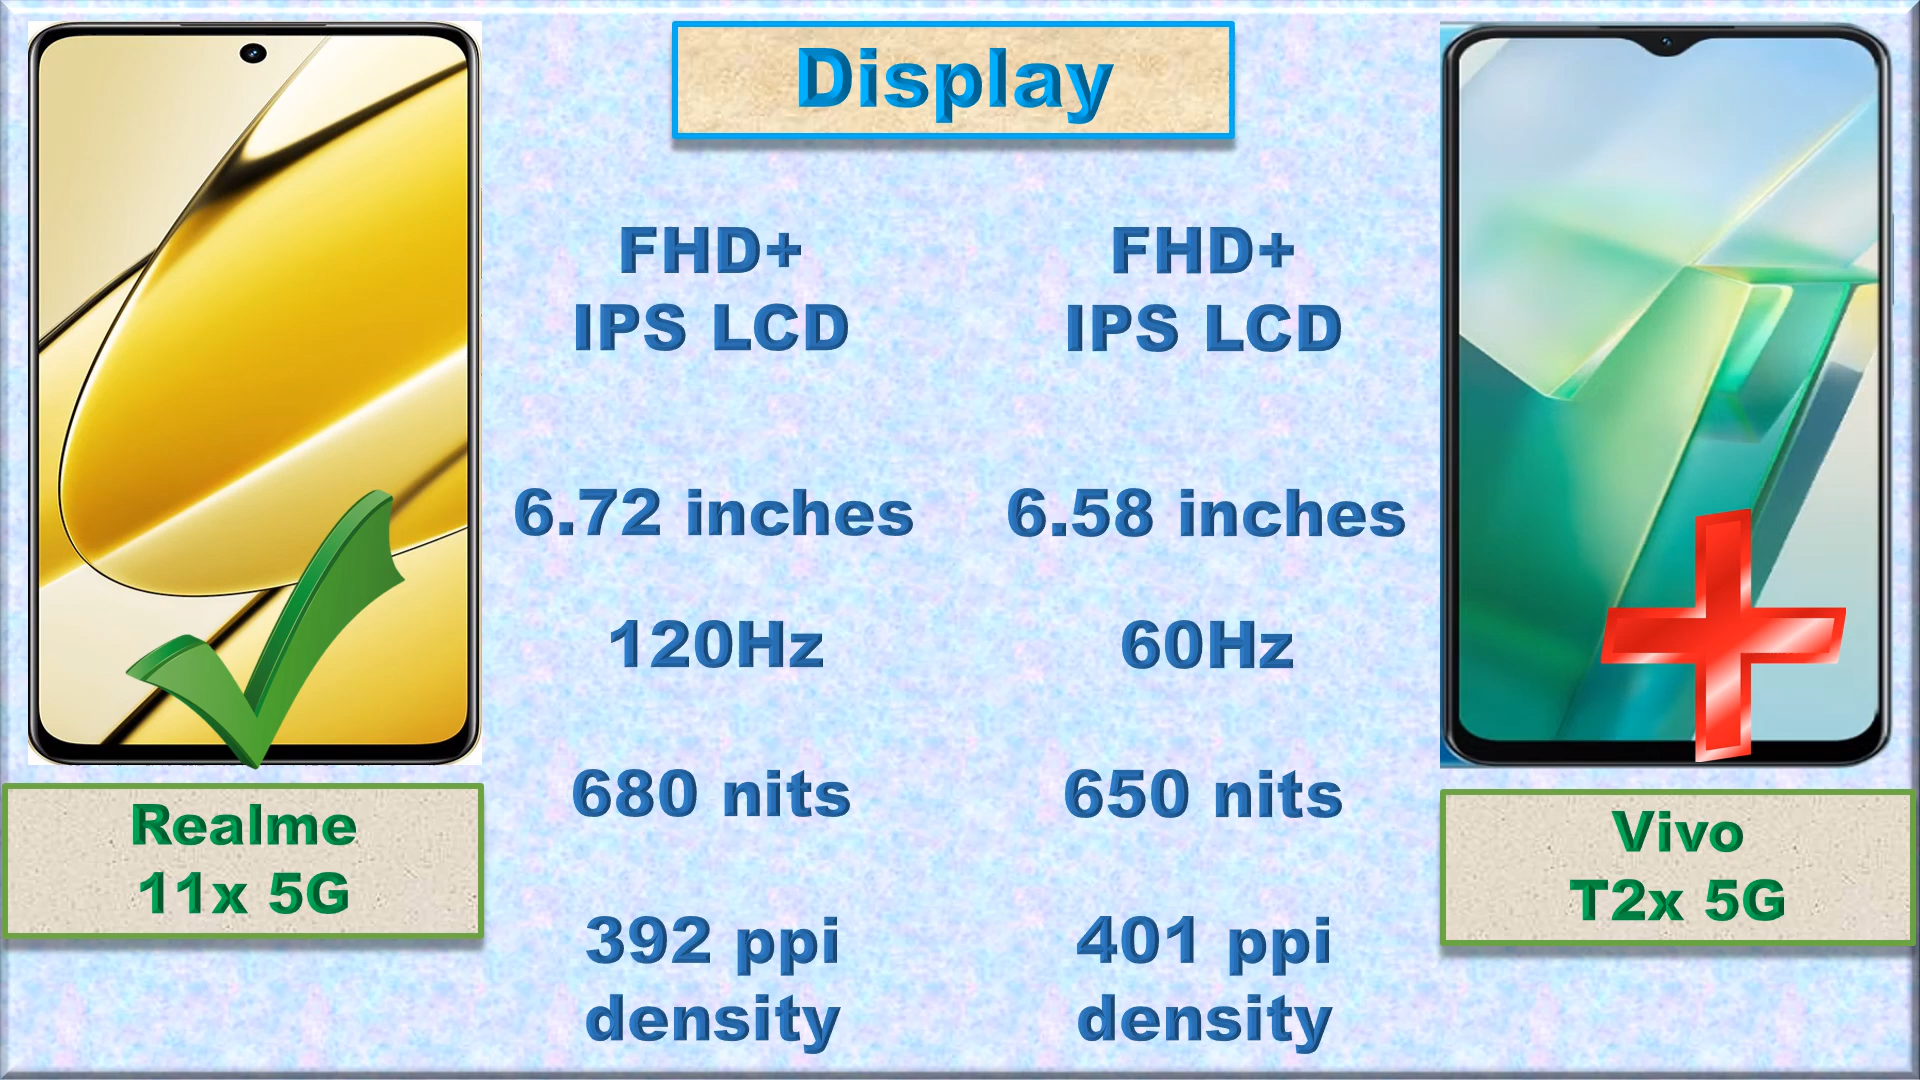 Display
FHD+
IPS LCD
6.72 inches
120Hz
680 nits
392 ppi
density
FHD+
IPS LCD
6.58 inches
60Hz
650 nits
401 ppi
density
Realme
11x 5G
Vivo
T2x 5G